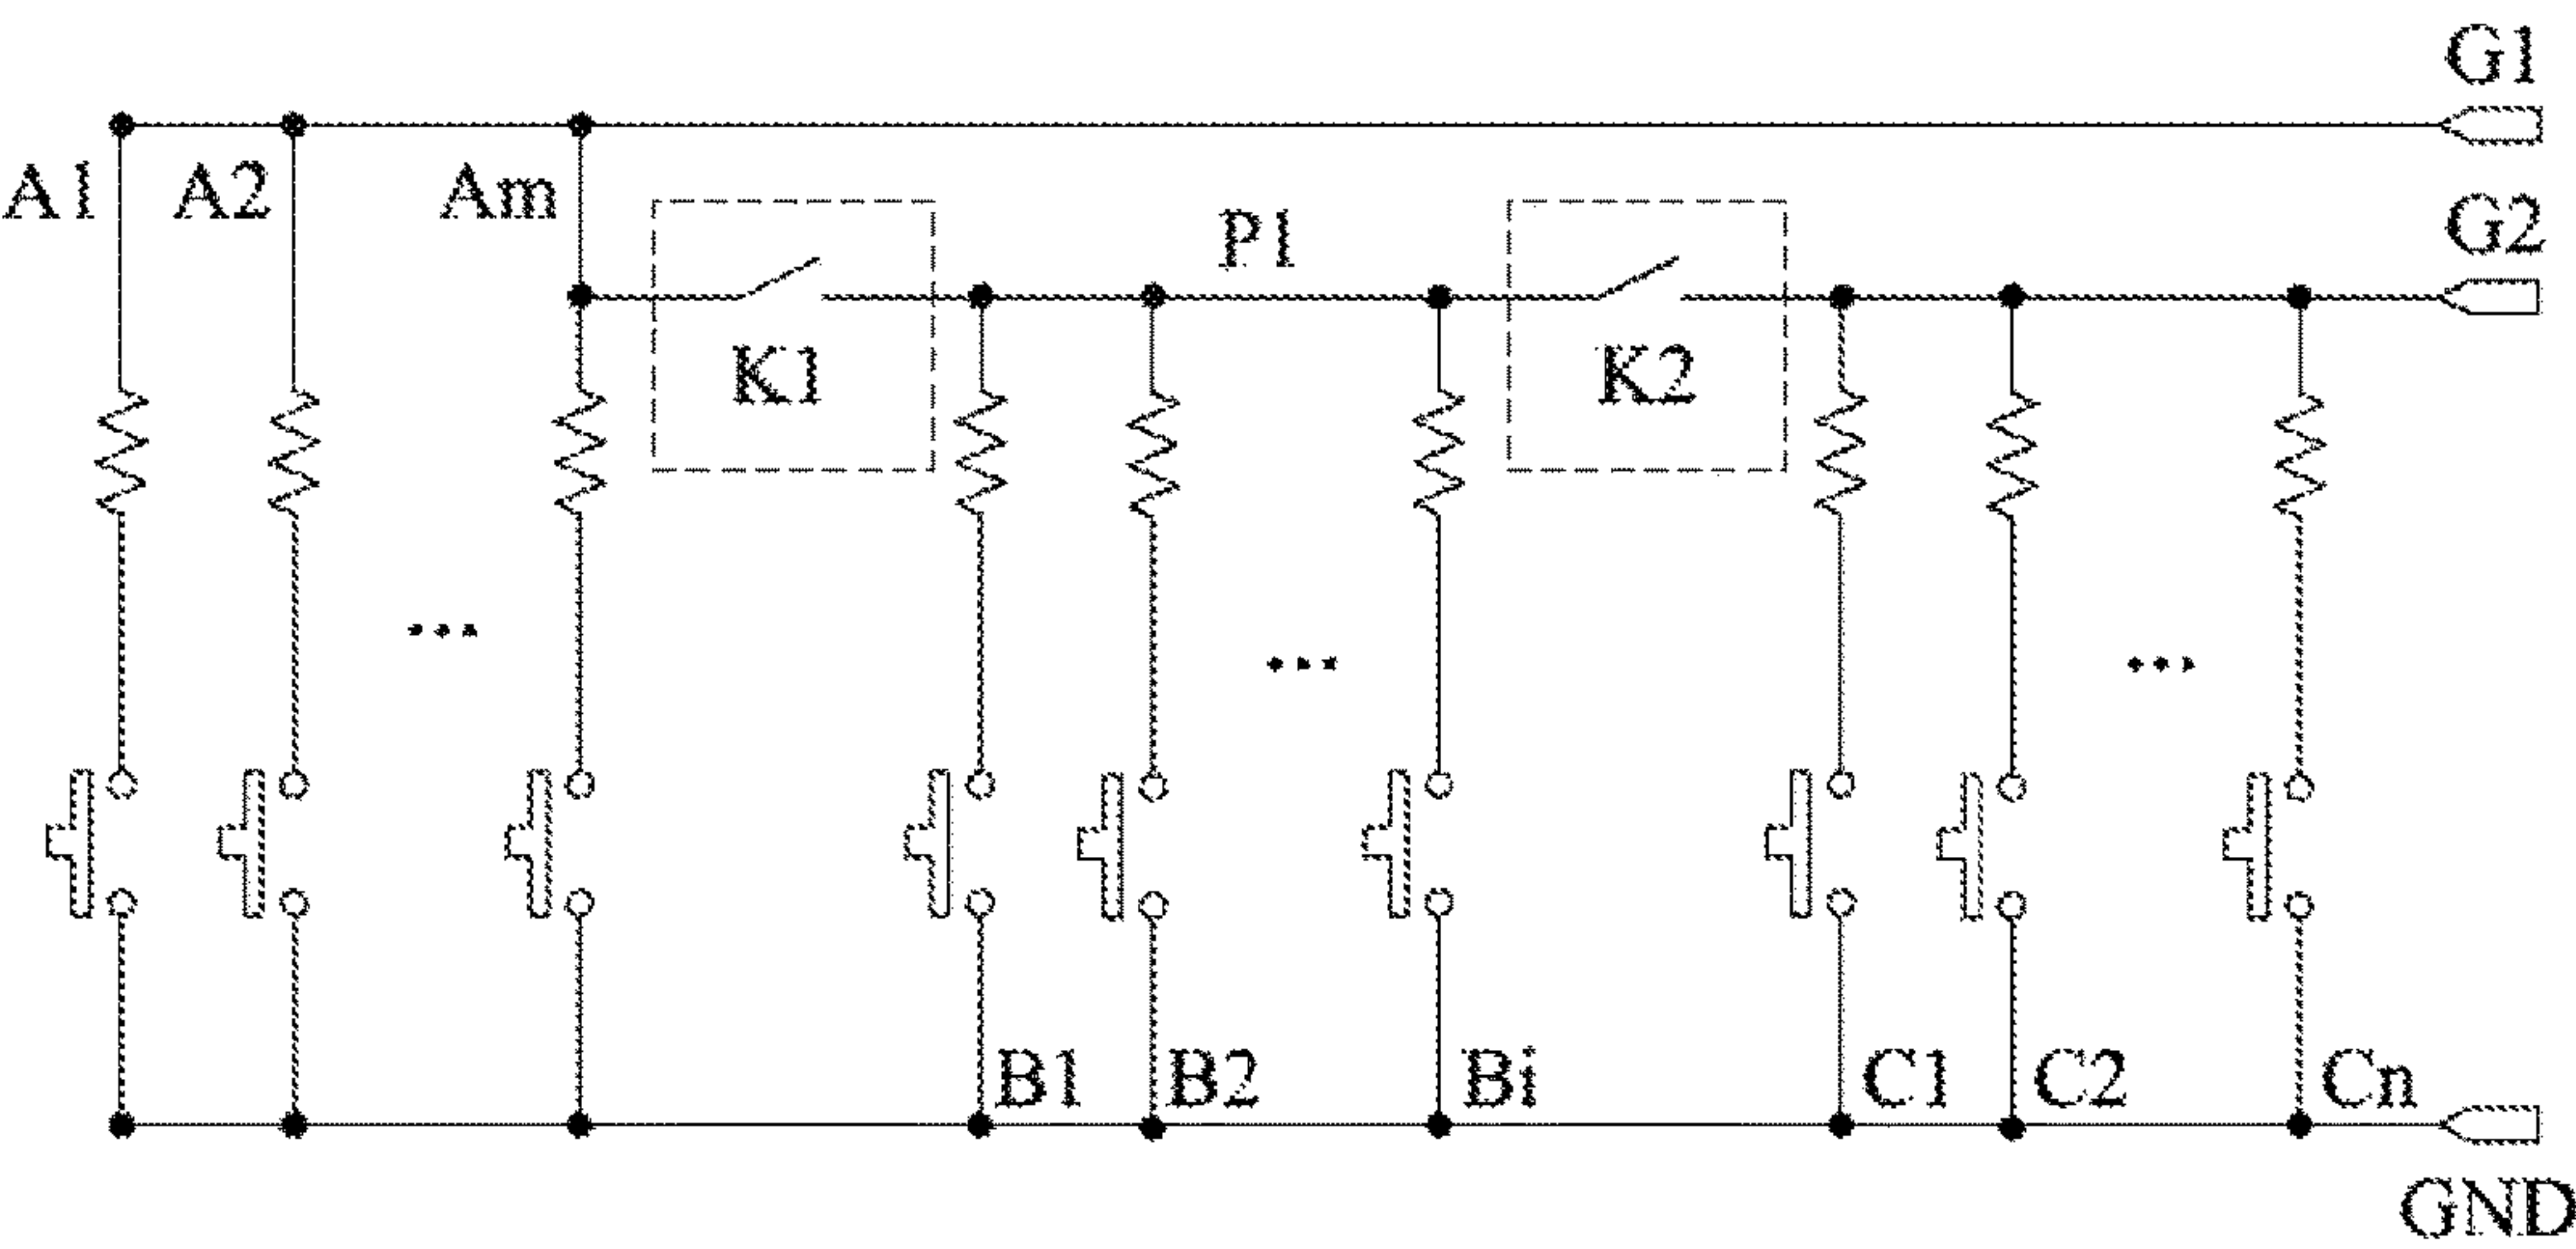 G1
A1 A2 Am P1 G2
K1 K2
...
... ...
B1 B2 Bi C1 C2 Cn
GND